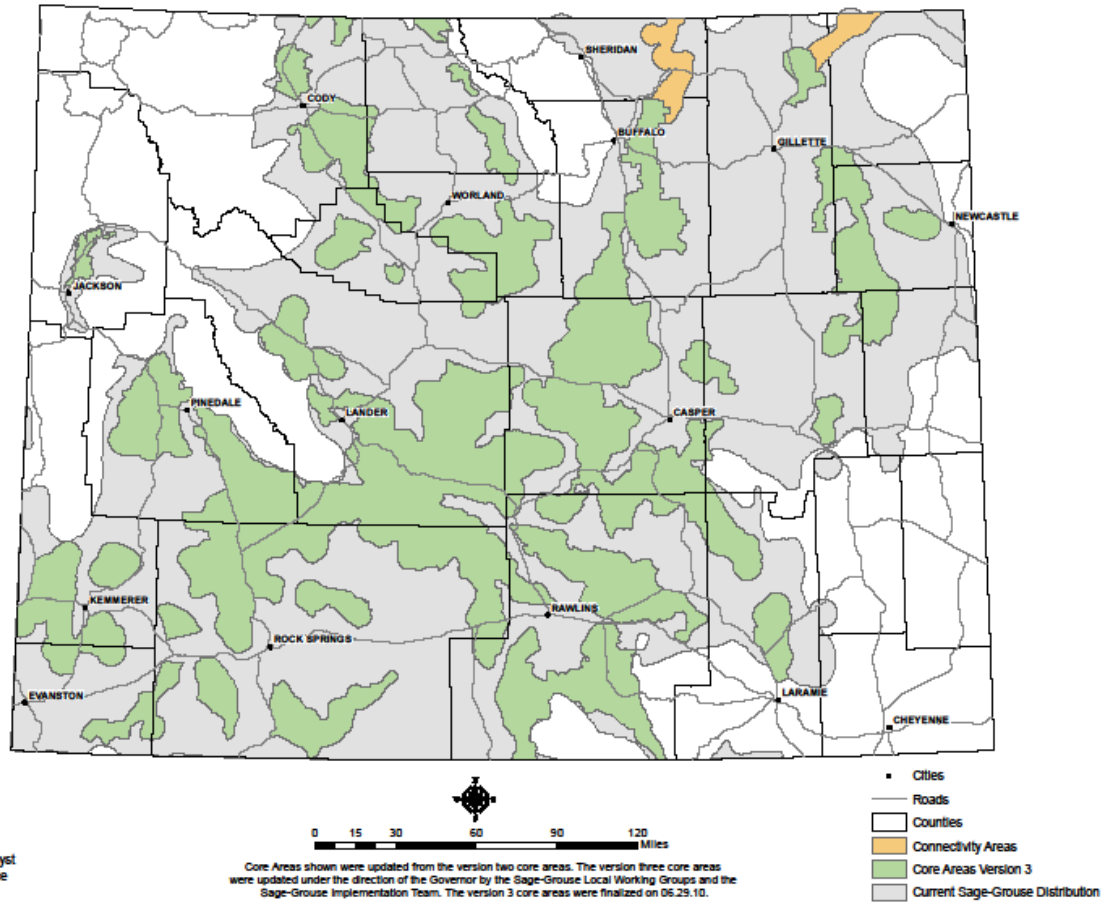 SHERIDAN
CODY
BUFFALO
GILLETTE
WORLAND
NEWCASTLE
JACKSON
PINEDALE
LANDER
CASPER
KEMMERER
RAWLINS
ROCK SPRINGS
EVANSTON
LARAMIE
CHEYENNE
Cities
Roads
Counties
Connectivity Areas
Core Areas Version 3
Current Sage-Grouse Distribution
0 15 30 60 90 120
Miles
yst
e
Core Areas shown were updated from the version two core areas. The version three core areas
were updated under the direction of the Governor by the Sage-Grouse Local Working Groups and the
Sage-Grouse Implementation Team. The version 3 core areas were finalized on 06.29.10.